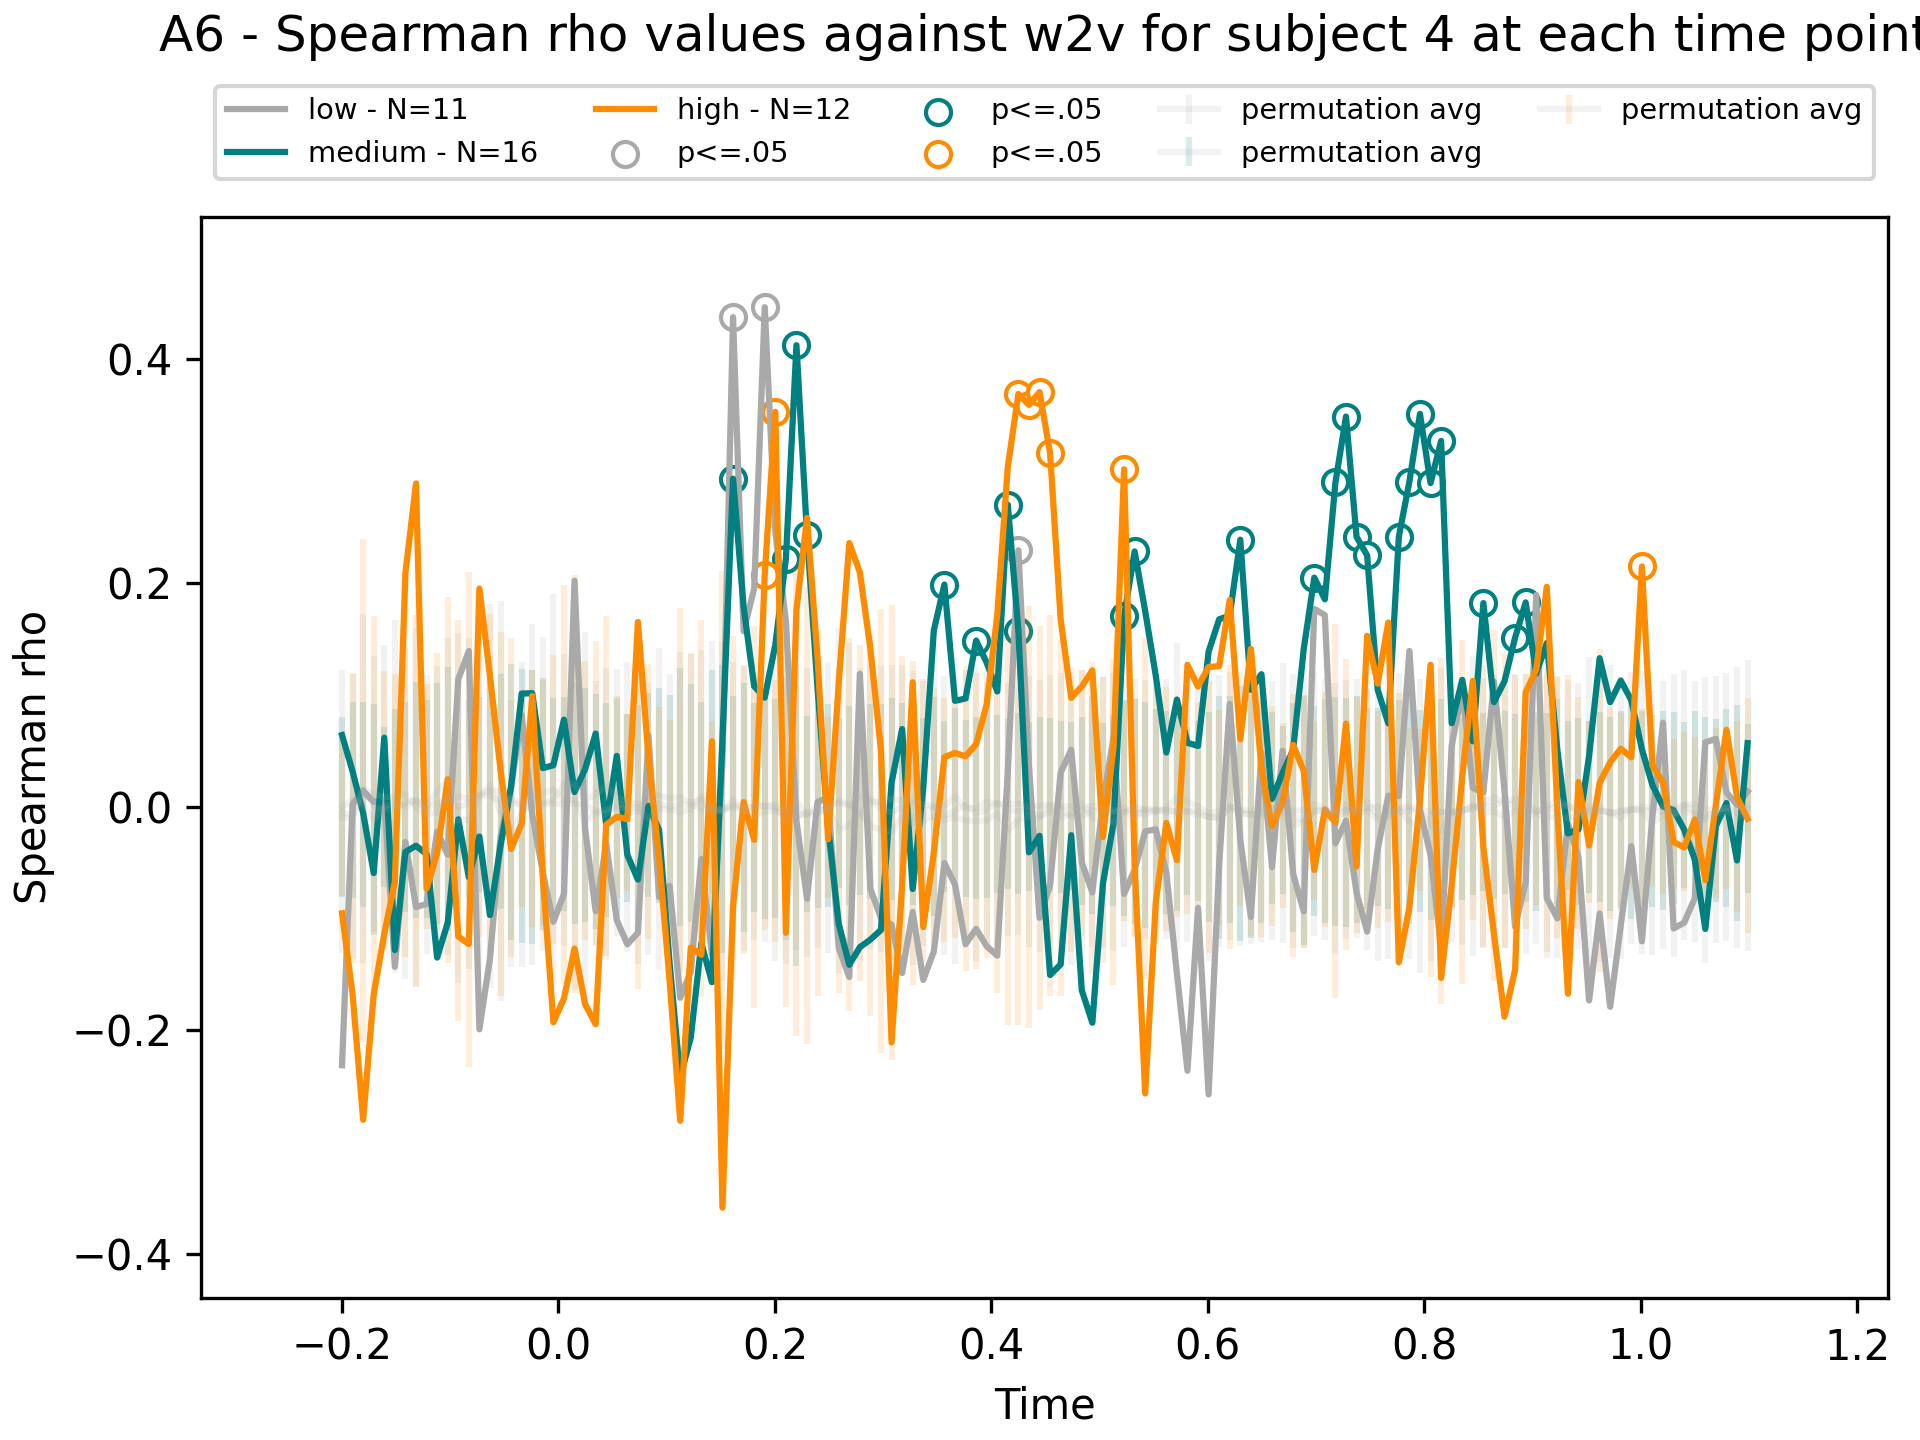 A6 - Spearman rho values against w2v for subject 4 at each time point
low - N=11
medium - N=16
high - N=12
p<=.05
p<=.05
p<=.05
permutation avg
permutation avg
permutation avg
0.4
0.2
0.0
−0.2
−0.4
Spearman rho
−0.2 0.0 0.2 0.4 0.6 0.8 1.0 1.2
Time